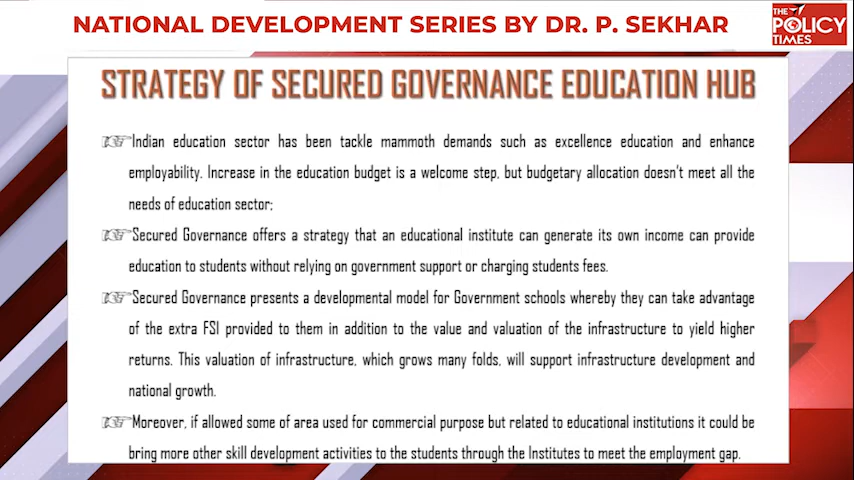 NATIONAL DEVELOPMENT SERIES BY DR. P. SEKHAR
THE
POLICY
TIMES
STRATEGY OF SECURED GOVERNANCE EDUCATION HUB
Indian education sector has been tackle mammoth demands such as excellence education and enhance
employability. Increase in the education budget is a welcome step, but budgetary allocation doesn't meet all the
needs of education sector;
Secured Governance offers a strategy that an educational institute can generate its own income can provide
education to students without relying on government support or charging students fees.
Secured Governance presents a developmental model for Government schools whereby they can take advantage
of the extra FSI provided to them in addition to the value and valuation of the infrastructure to yield higher
returns. This valuation of infrastructure, which grows many folds, will support infrastructure development and
national growth.
Moreover, if allowed some of area used for commercial purpose but related to educational institutions it could be
bring more other skill development activities to the students through the Institutes to meet the employment gap.